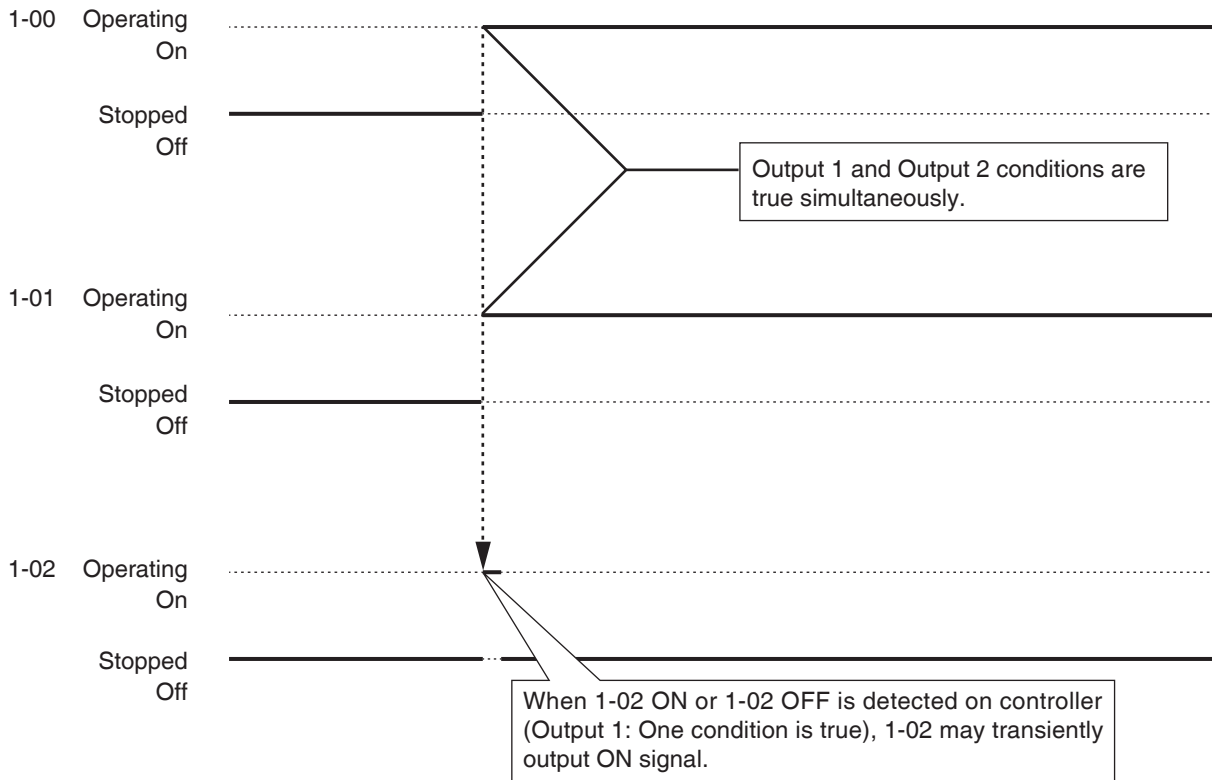 1-00 Operating
On
Stopped
Off
Output 1 and Output 2 conditions are
true simultaneously.
1-01 Operating
On
Stopped
Off
1-02 Operating
On
Stopped
Off
When 1-02 ON or 1-02 OFF is detected on controller
(Output 1: One condition is true), 1-02 may transiently
output ON signal.